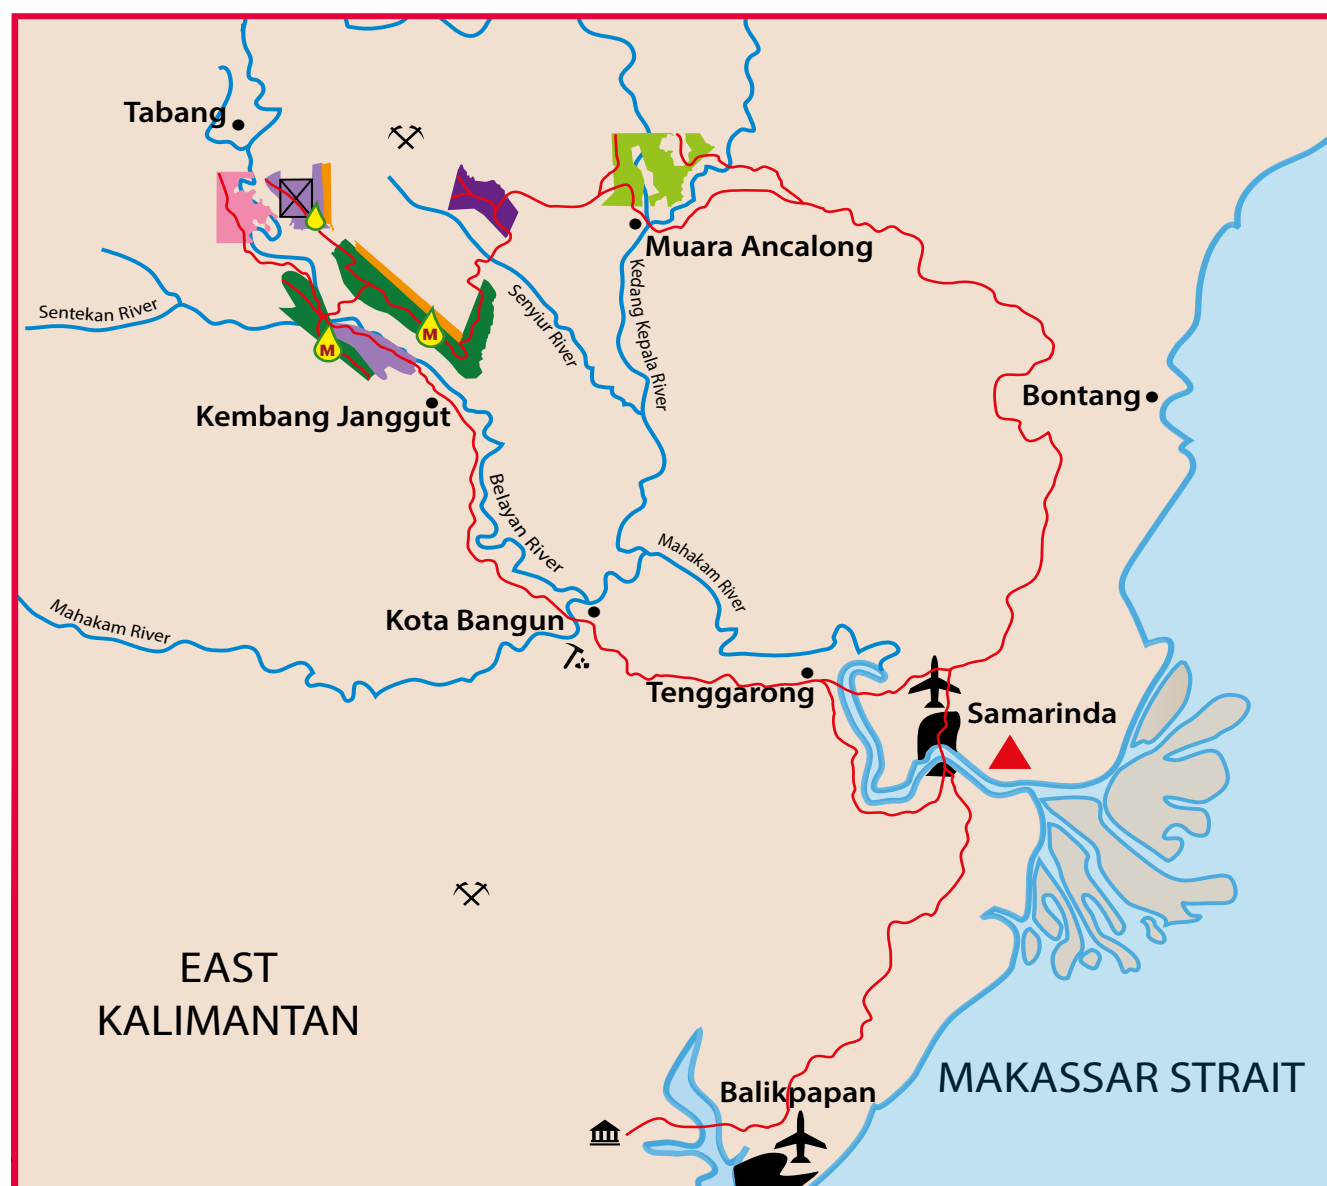 Tabang
Muara Ancalong
Sentekan River
Senyiur River
Kedang Kepala River
Bontang
Kembang Janggut
M
M
Belayan River
Mahakam River
Mahakam River
Kota Bangun
Tenggarong
Samarinda
EAST
KALIMANTAN
MAKASSAR STRAIT
Balikpapan